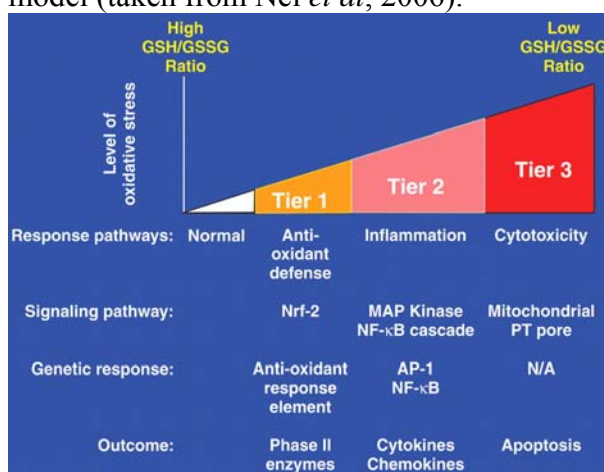 model (taken from Nel et al, 2006).
High
GSH/GSSG
Ratio
Low
GSH/GSSG
Ratio
Level of
oxidative stress
Tier 1
Tier 2
Tier 3
Response pathways: Normal Anti-oxidant defense Inflammation Cytotoxicity
Signaling pathway: Nrf-2 MAP Kinase NF-κB cascade Mitochondrial PT pore
Genetic response: Anti-oxidant response element AP-1 NF-κB N/A
Outcome: Phase II enzymes Cytokines Chemokines Apoptosis